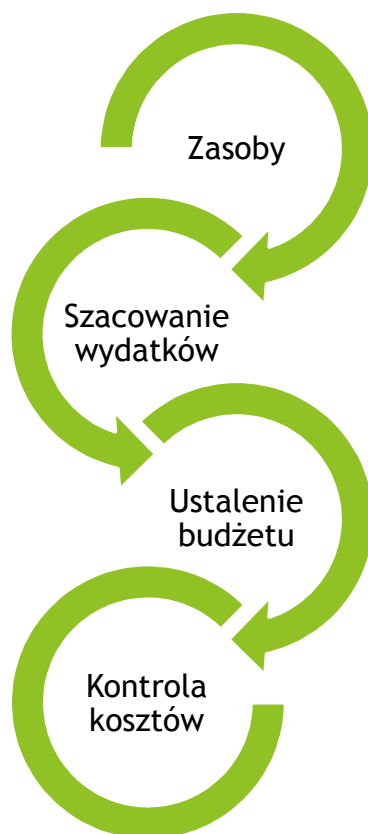 Zasoby
Szacowanie
wydatków
Ustalenie
budżetu
Kontrola
kosztów